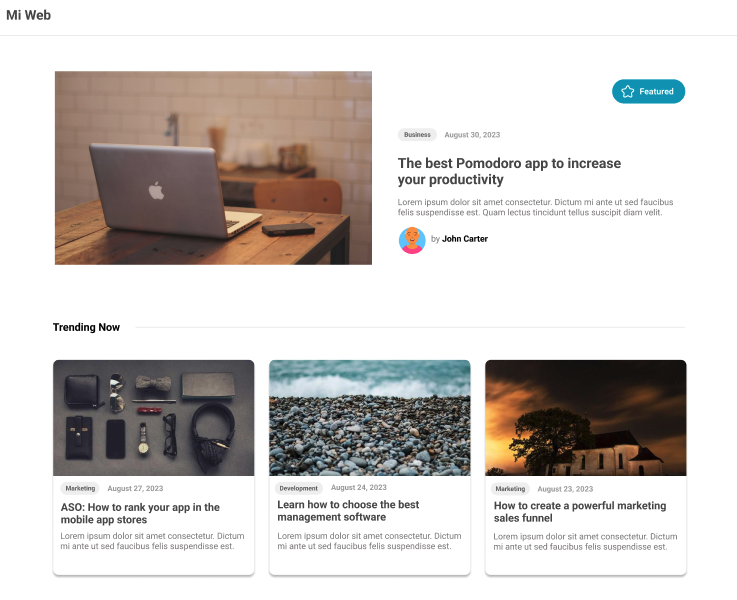 Mi Web
Featured
Business
August 30, 2023
The best Pomodoro app to increase
your productivity
Lorem ipsum dolor sit amet consectetur. Dictum mi ante ut sed faucibus
felis suspendisse est. Quam lectus tincidunt tellus suscipit diam velit.
by John Carter
Trending Now
Marketing
August 27, 2023
ASO: How to rank your app in the
mobile app stores
Lorem ipsum dolor sit amet consectetur. Dictum
mi ante ut sed faucibus felis suspendisse est.
Development
August 24, 2023
Learn how to choose the best
management software
Lorem ipsum dolor sit amet consectetur. Dictum
mi ante ut sed faucibus felis suspendisse est.
Marketing
August 23, 2023
How to create a powerful marketing
sales funnel
Lorem ipsum dolor sit amet consectetur. Dictum
mi ante ut sed faucibus felis suspendisse est.